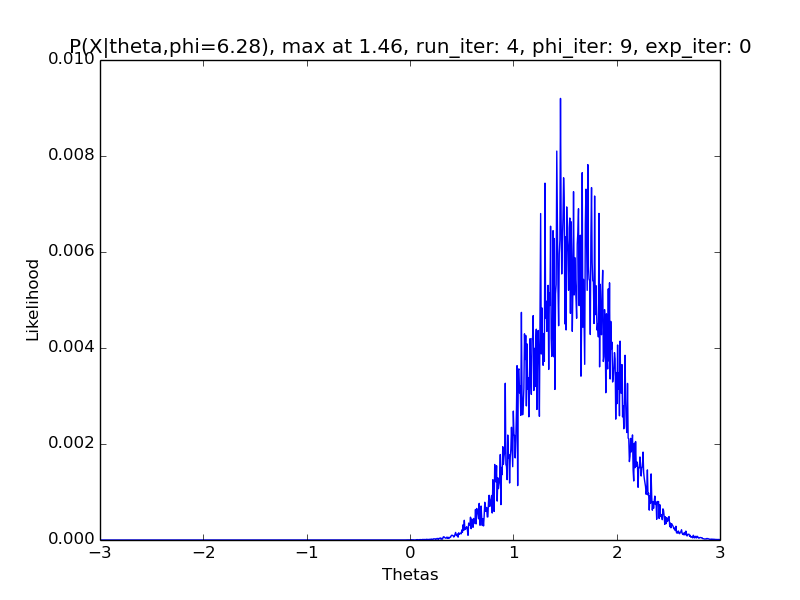 P(X|theta,phi=6.28), max at 1.46, run_iter: 4, phi_iter: 9, exp_iter: 0
0.010
0.008
0.006
0.004
0.002
0.000
Likelihood
−3 −2 −1 0 1 2 3
Thetas